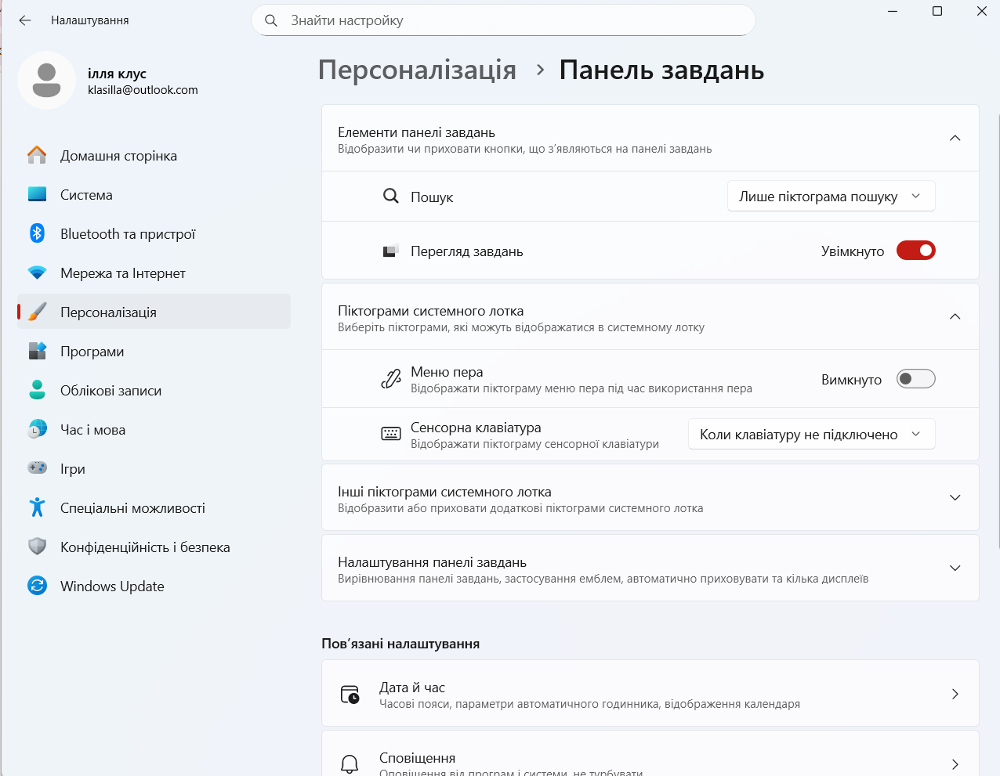 Налаштування
Знайти настройку
ілля клус
klasilla@outlook.com
Домашня сторінка
Система
Bluetooth та пристрої
Мережа та Інтернет
Персоналізація
Програми
Облікові записи
Час і мова
Ігри
Спеціальні можливості
Конфіденційність і безпека
Windows Update
Персоналізація › Панель завдань
Елементи панелі завдань
Відобразити чи приховати кнопки, що з’являються на панелі завдань
Пошук
Лише піктограма пошуку
Перегляд завдань
Увімкнуто
Піктограми системного лотка
Виберіть піктограми, які можуть відображатися в системному лотку
Меню пера
Відображати піктограму меню пера під час використання пера
Вимкнуто
Сенсорна клавіатура
Відображати піктограму сенсорної клавіатури
Коли клавіатуру не підключено
Інші піктограми системного лотка
Відобразити або приховати додаткові піктограми системного лотка
Налаштування панелі завдань
Вирівнювання панелі завдань, застосування емблем, автоматично приховувати та кілька дисплеїв
Пов’язані налаштування
Дата й час
Часові пояси, параметри автоматичного годинника, відображення календаря
Сповіщення
Оповіщення від програм і системи, не турбувати